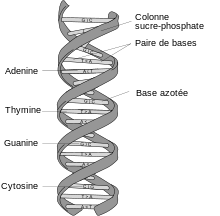 Colonne
sucre-phosphate
Paire de bases
Adenine
Base azotée
Thymine
Guanine
Cytosine